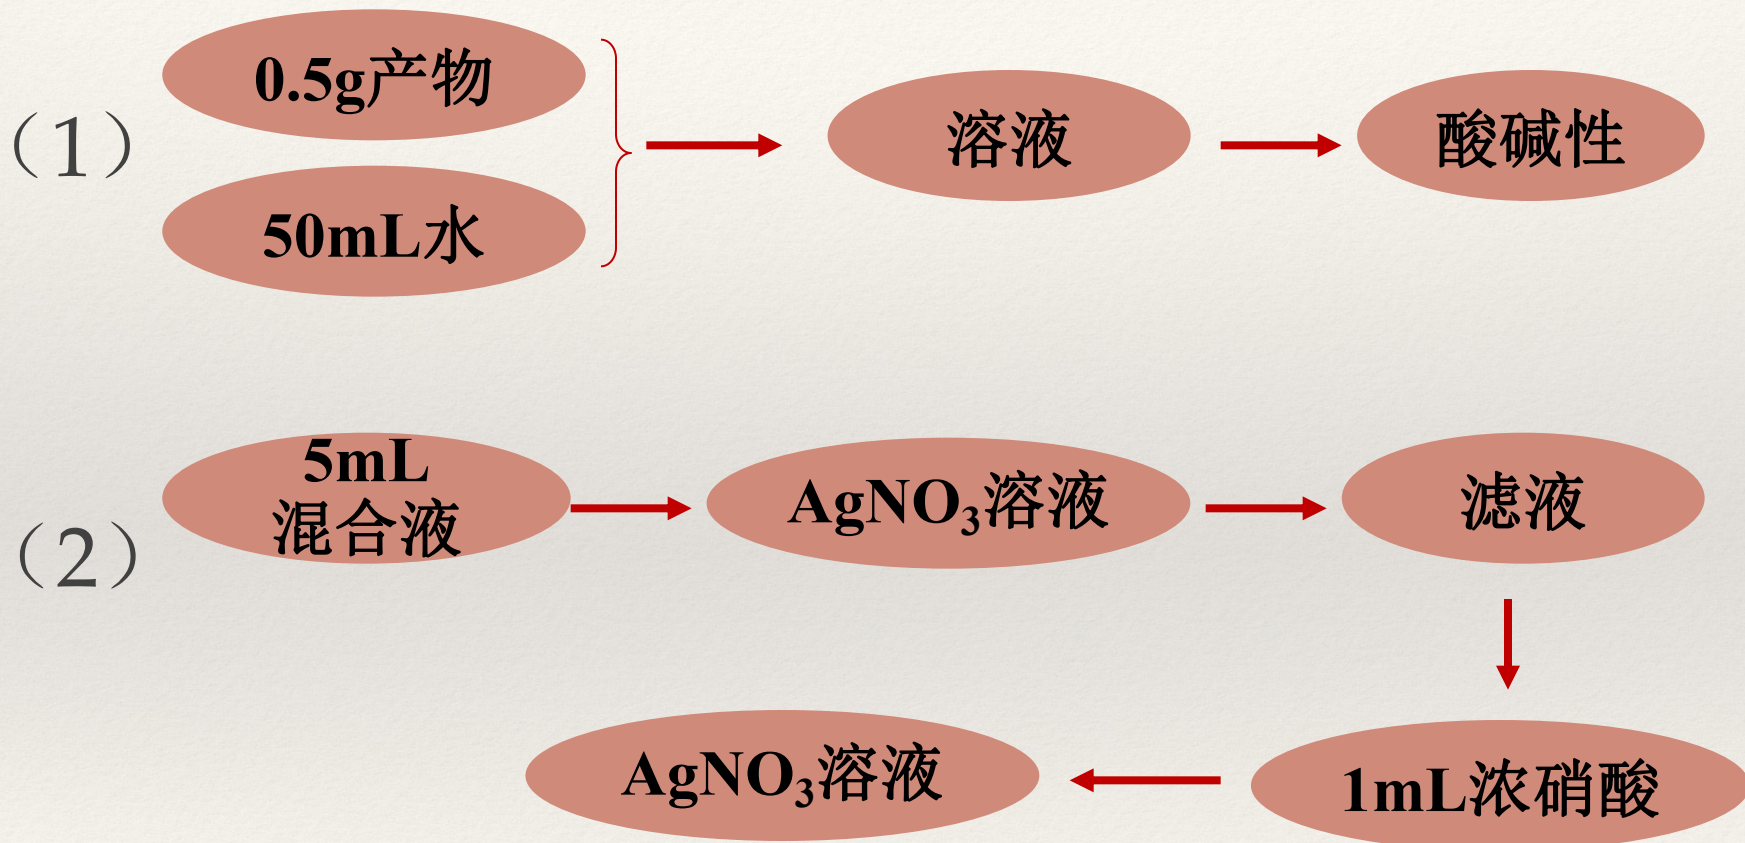 （1）
0.5g产物
50mL水
溶液
酸碱性
（2）
5mL
混合液
AgNO₃溶液
滤液
1mL浓硝酸
AgNO₃溶液